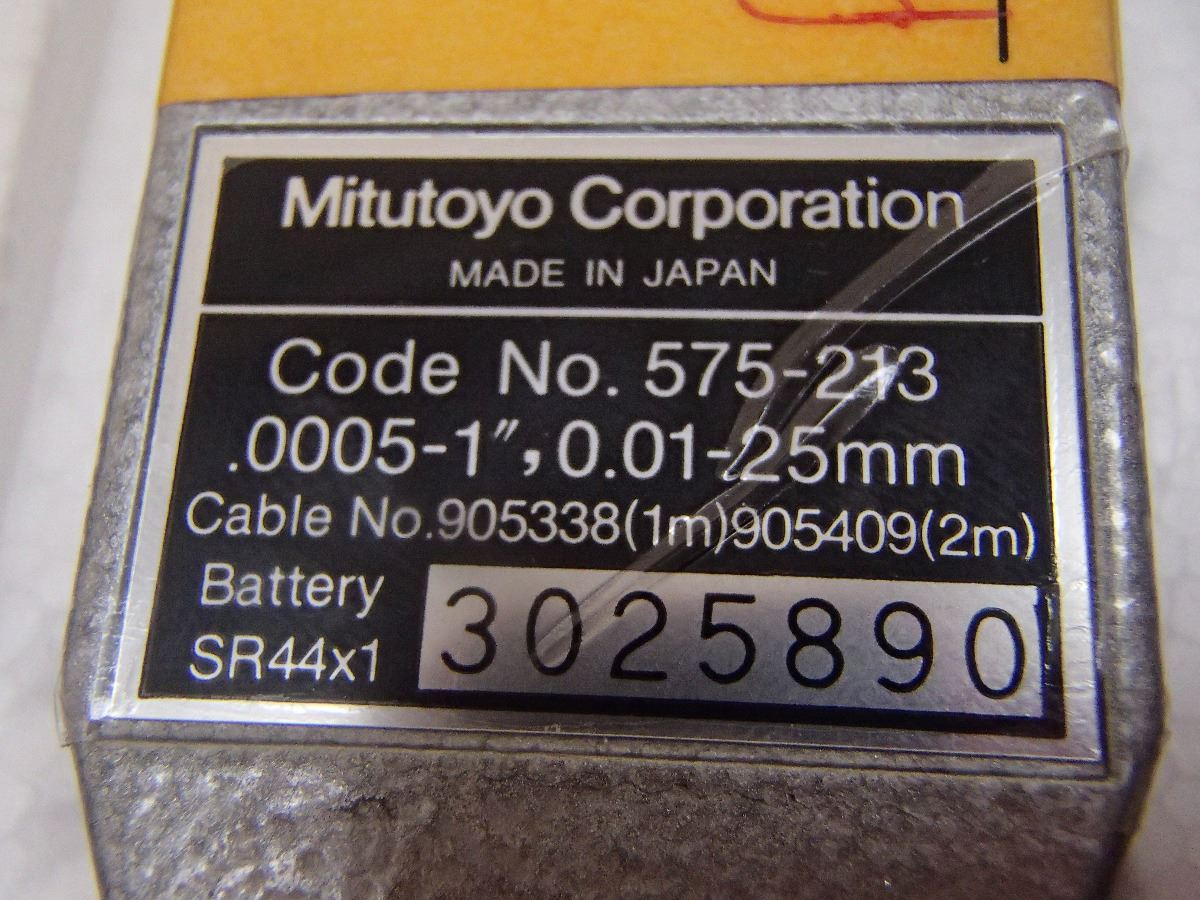 Mitutoyo Corporation
MADE IN JAPAN
Code No. 575-213
.0005-1″, 0.01-25mm
Cable No.905338(1m)905409(2m)
Battery
SR44x1
3025890